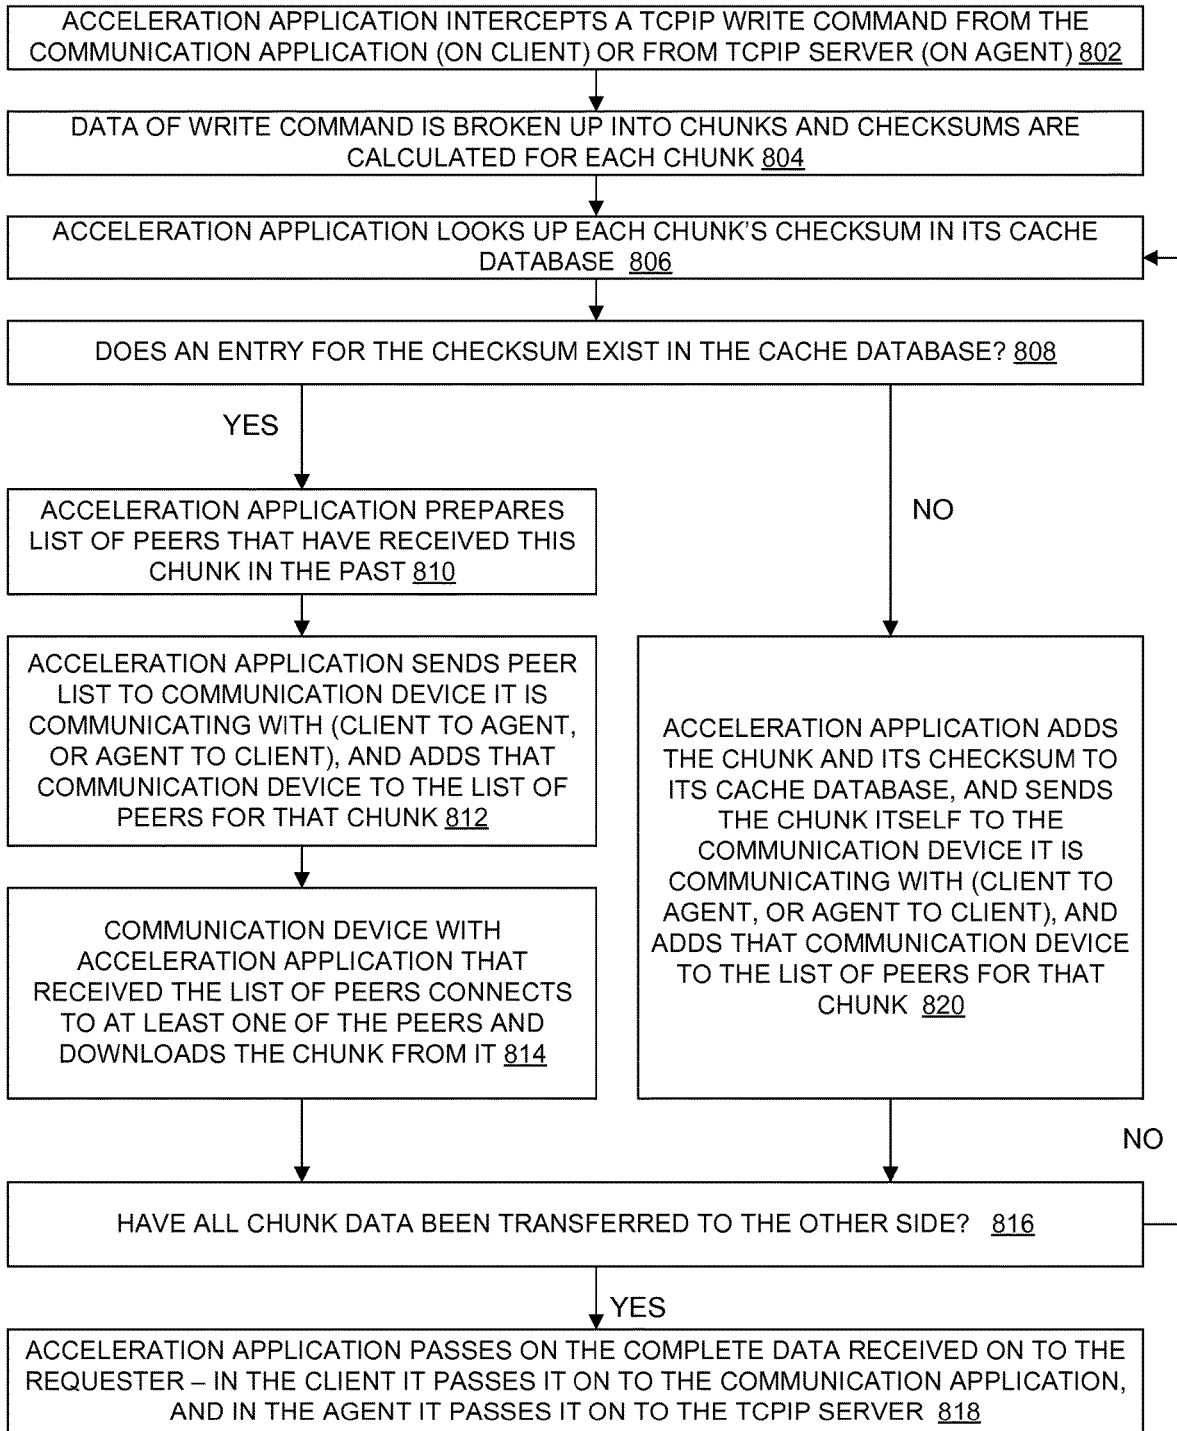 ACCELERATION APPLICATION INTERCEPTS A TCPIP WRITE COMMAND FROM THE
COMMUNICATION APPLICATION (ON CLIENT) OR FROM TCPIP SERVER (ON AGENT) 802
DATA OF WRITE COMMAND IS BROKEN UP INTO CHUNKS AND CHECKSUMS ARE
CALCULATED FOR EACH CHUNK 804
ACCELERATION APPLICATION LOOKS UP EACH CHUNK'S CHECKSUM IN ITS CACHE
DATABASE 806
DOES AN ENTRY FOR THE CHECKSUM EXIST IN THE CACHE DATABASE? 808
YES
NO
ACCELERATION APPLICATION PREPARES
LIST OF PEERS THAT HAVE RECEIVED THIS
CHUNK IN THE PAST 810
ACCELERATION APPLICATION SENDS PEER
LIST TO COMMUNICATION DEVICE IT IS
COMMUNICATING WITH (CLIENT TO AGENT,
OR AGENT TO CLIENT), AND ADDS THAT
COMMUNICATION DEVICE TO THE LIST OF
PEERS FOR THAT CHUNK 812
COMMUNICATION DEVICE WITH
ACCELERATION APPLICATION THAT
RECEIVED THE LIST OF PEERS CONNECTS
TO AT LEAST ONE OF THE PEERS AND
DOWNLOADS THE CHUNK FROM IT 814
ACCELERATION APPLICATION ADDS
THE CHUNK AND ITS CHECKSUM TO
ITS CACHE DATABASE, AND SENDS
THE CHUNK ITSELF TO THE
COMMUNICATION DEVICE IT IS
COMMUNICATING WITH (CLIENT TO
AGENT, OR AGENT TO CLIENT), AND
ADDS THAT COMMUNICATION DEVICE
TO THE LIST OF PEERS FOR THAT
CHUNK 820
NO
HAVE ALL CHUNK DATA BEEN TRANSFERRED TO THE OTHER SIDE? 816
YES
ACCELERATION APPLICATION PASSES ON THE COMPLETE DATA RECEIVED ON TO THE
REQUESTER – IN THE CLIENT IT PASSES IT ON TO THE COMMUNICATION APPLICATION,
AND IN THE AGENT IT PASSES IT ON TO THE TCPIP SERVER 818